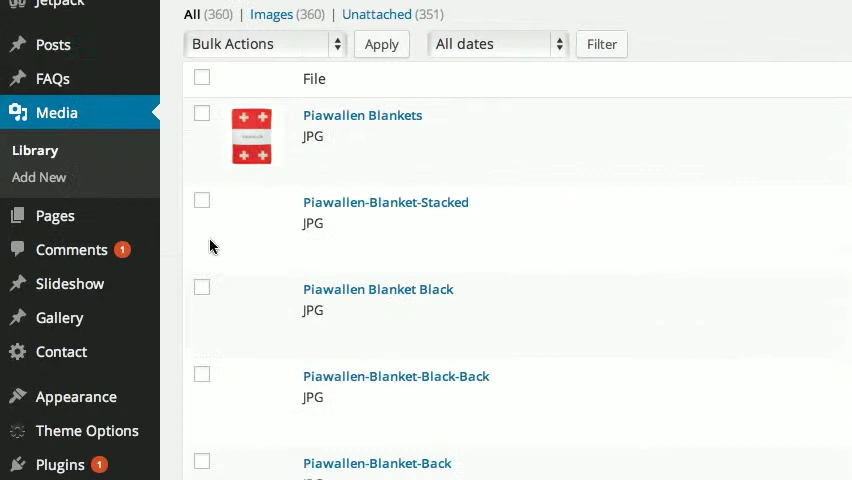 Jetpack
Posts
FAQs
Media
Library
Add New
Pages
Comments 1
Slideshow
Gallery
Contact
Appearance
Theme Options
Plugins 1
All (360) | Images (360) | Unattached (351)
Bulk Actions Apply All dates Filter
File
Piawallen Blankets
JPG
Piawallen-Blanket-Stacked
JPG
Piawallen Blanket Black
JPG
Piawallen-Blanket-Black-Back
JPG
Piawallen-Blanket-Back